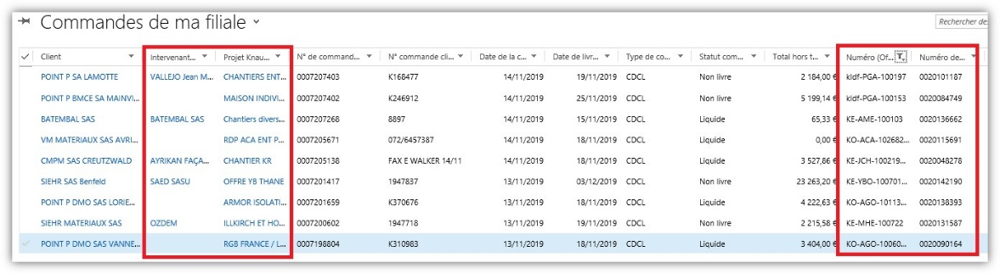 Commandes de ma filiale
Rechercher de:
Client Intervenant... Projet Knau... N° de command... N° commande cli... Date de la c... Date de livr... Type de co... Statut com... Total hors t... Numéro (Of... Numéro de...
POINT P SA LAMOTTE VALLEJO Jean M... CHANTIERS ENT... 0007207403 K168477 14/11/2019 19/11/2019 CDCL Non livre 2 184,00 € kldf-PGA-100197 0020101187
POINT P BMCE SA MAINVI... MAISON INDIVI... 0007207402 K246912 14/11/2019 25/11/2019 CDCL Non livre 5 199,14 € kldf-PGA-100153 0020084749
BATEMBAL SAS BATEMBAL SAS Chantiers divers... 0007207268 8897 14/11/2019 15/11/2019 CDCL Liquide 65,33 € KE-AME-100103 0020136662
VM MATERIAUX SAS AVRI... RDP ACA ENT P... 0007205671 072/6457387 14/11/2019 18/11/2019 CDCL Liquide 0,00 € KO-ACA-102682... 0020115691
CMPM SAS CREUTZWALD AYRIKAN FAÇA... CHANTIER KR 0007205138 FAX E WALKER 14/11 14/11/2019 18/11/2019 CDCL Liquide 3 527,86 € KE-JCH-100219... 0020048278
SIEHR SAS Benfeld SAED SASU OFFRE YB THANE 0007201417 1947837 13/11/2019 03/12/2019 CDCL Non livre 23 263,20 € KE-YBO-100701... 0020142190
POINT P DMO SAS LORIE... ARMOR ISOLATI... 0007201659 K370676 13/11/2019 18/11/2019 CDCL Liquide 4 222,63 € KO-AGO-10113... 0020138393
SIEHR MATERIAUX SAS OZDEM ILLKIRCH ET HO... 0007200602 1947718 13/11/2019 19/11/2019 CDCL Non livre 2 215,58 € KE-MHE-100722 0020131587
POINT P DMO SAS VANNE... RGB FRANCE / L... 0007198804 K310983 13/11/2019 18/11/2019 CDCL Liquide 3 404,00 € KO-AGO-10060... 0020090164